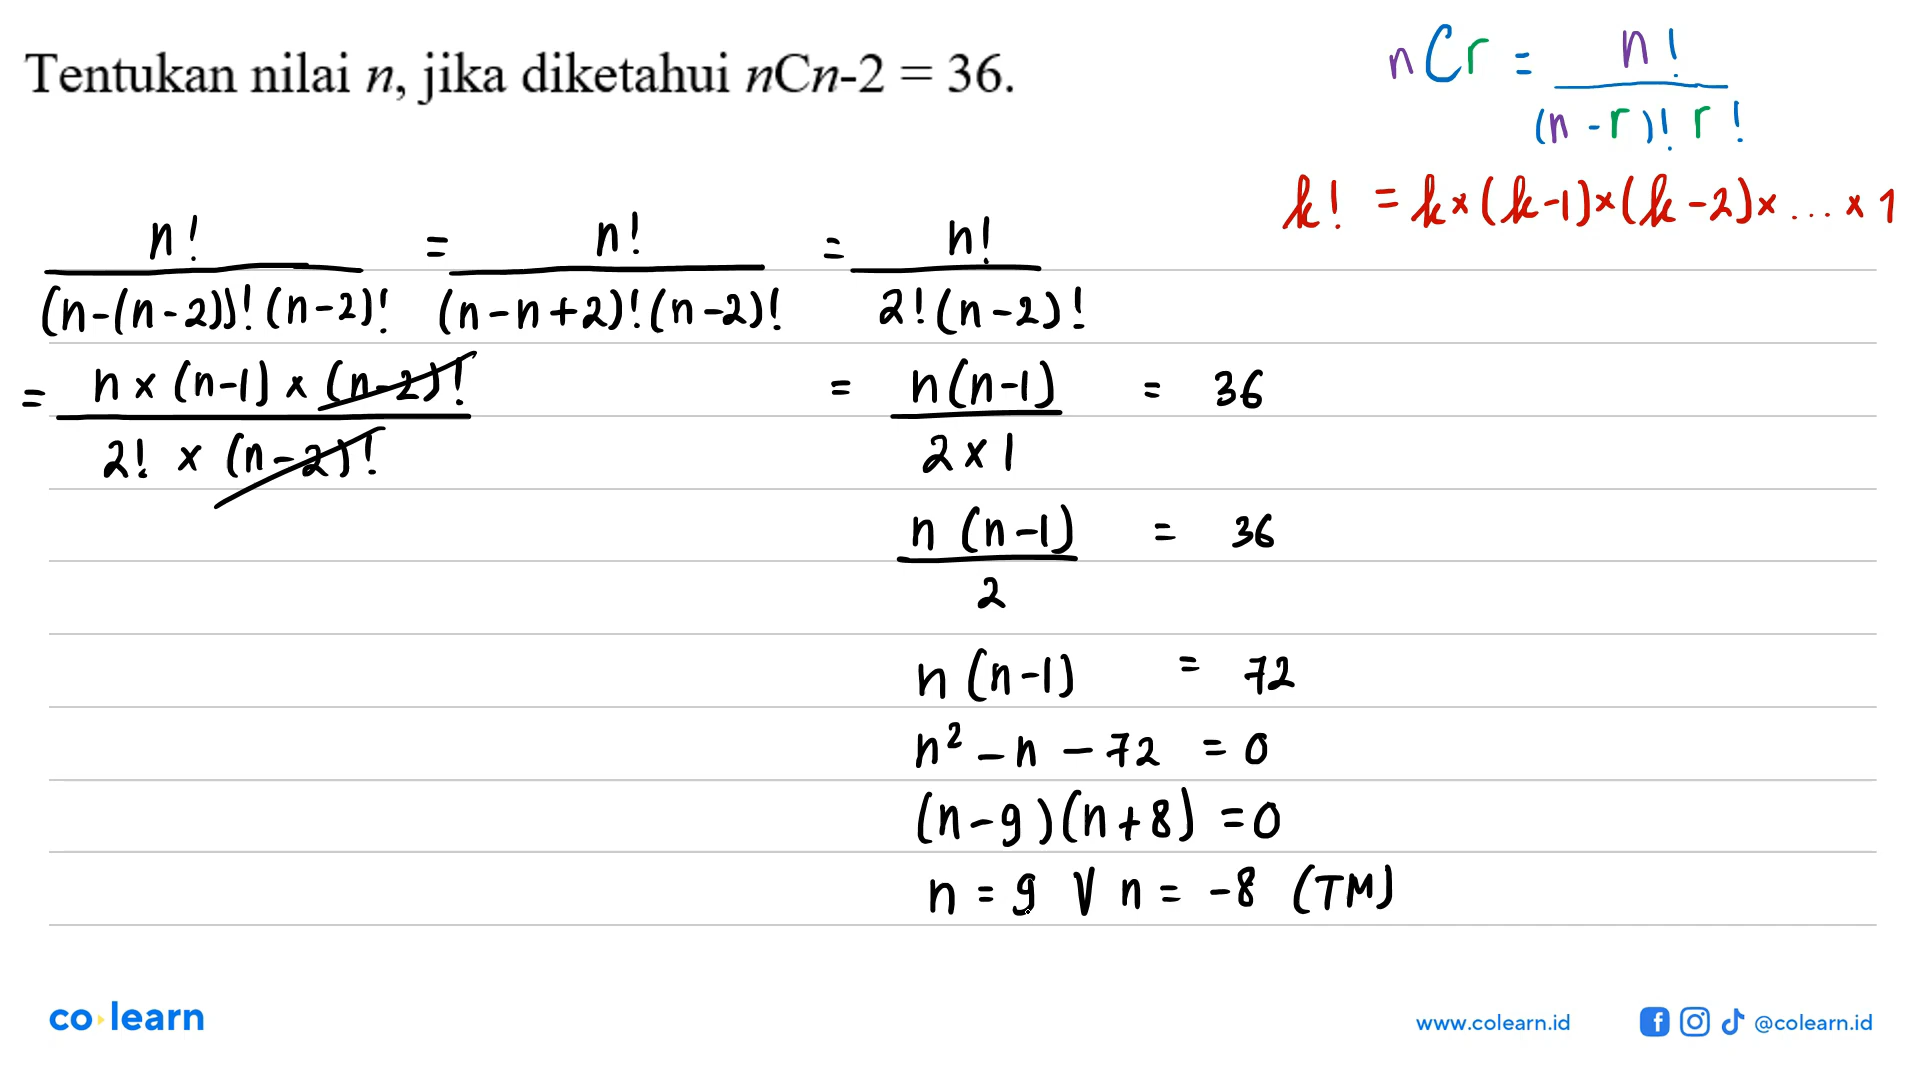 Tentukan nilai n, jika diketahui nCn-2 = 36.
nCr = n! / (n-r)! r!
k! = k×(k-1)×(k-2)× ... ×1
n! / (n-(n-2))! (n-2)! = n! / (n-n+2)! (n-2)! = n! / 2! (n-2)!
= n × (n-1) × (n-2)! / 2! × (n-2)! = n(n-1) / 2×1 = 36
n (n-1) / 2 = 36
n (n-1) = 72
n² - n - 72 = 0
(n-9)(n+8) = 0
n = 9 V n = -8 (TM)
co learn
www.colearn.id
@colearn.id